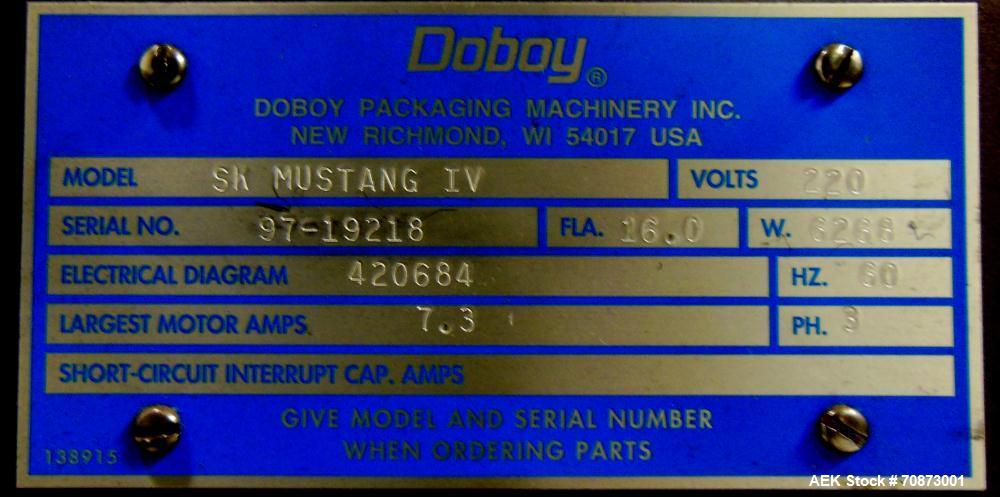 Doboy®
DOBOY PACKAGING MACHINERY INC.
NEW RICHMOND, WI 54017 USA
MODEL SK MUSTANG IV VOLTS 220
SERIAL NO. 97-19218 FLA. 16.0 W. 6268
ELECTRICAL DIAGRAM 420684 HZ. 60
LARGEST MOTOR AMPS. 7.3 PH. 3
SHORT-CIRCUIT INTERRUPT CAP. AMPS
GIVE MODEL AND SERIAL NUMBER
WHEN ORDERING PARTS
138915
AEK Stock # 70873001